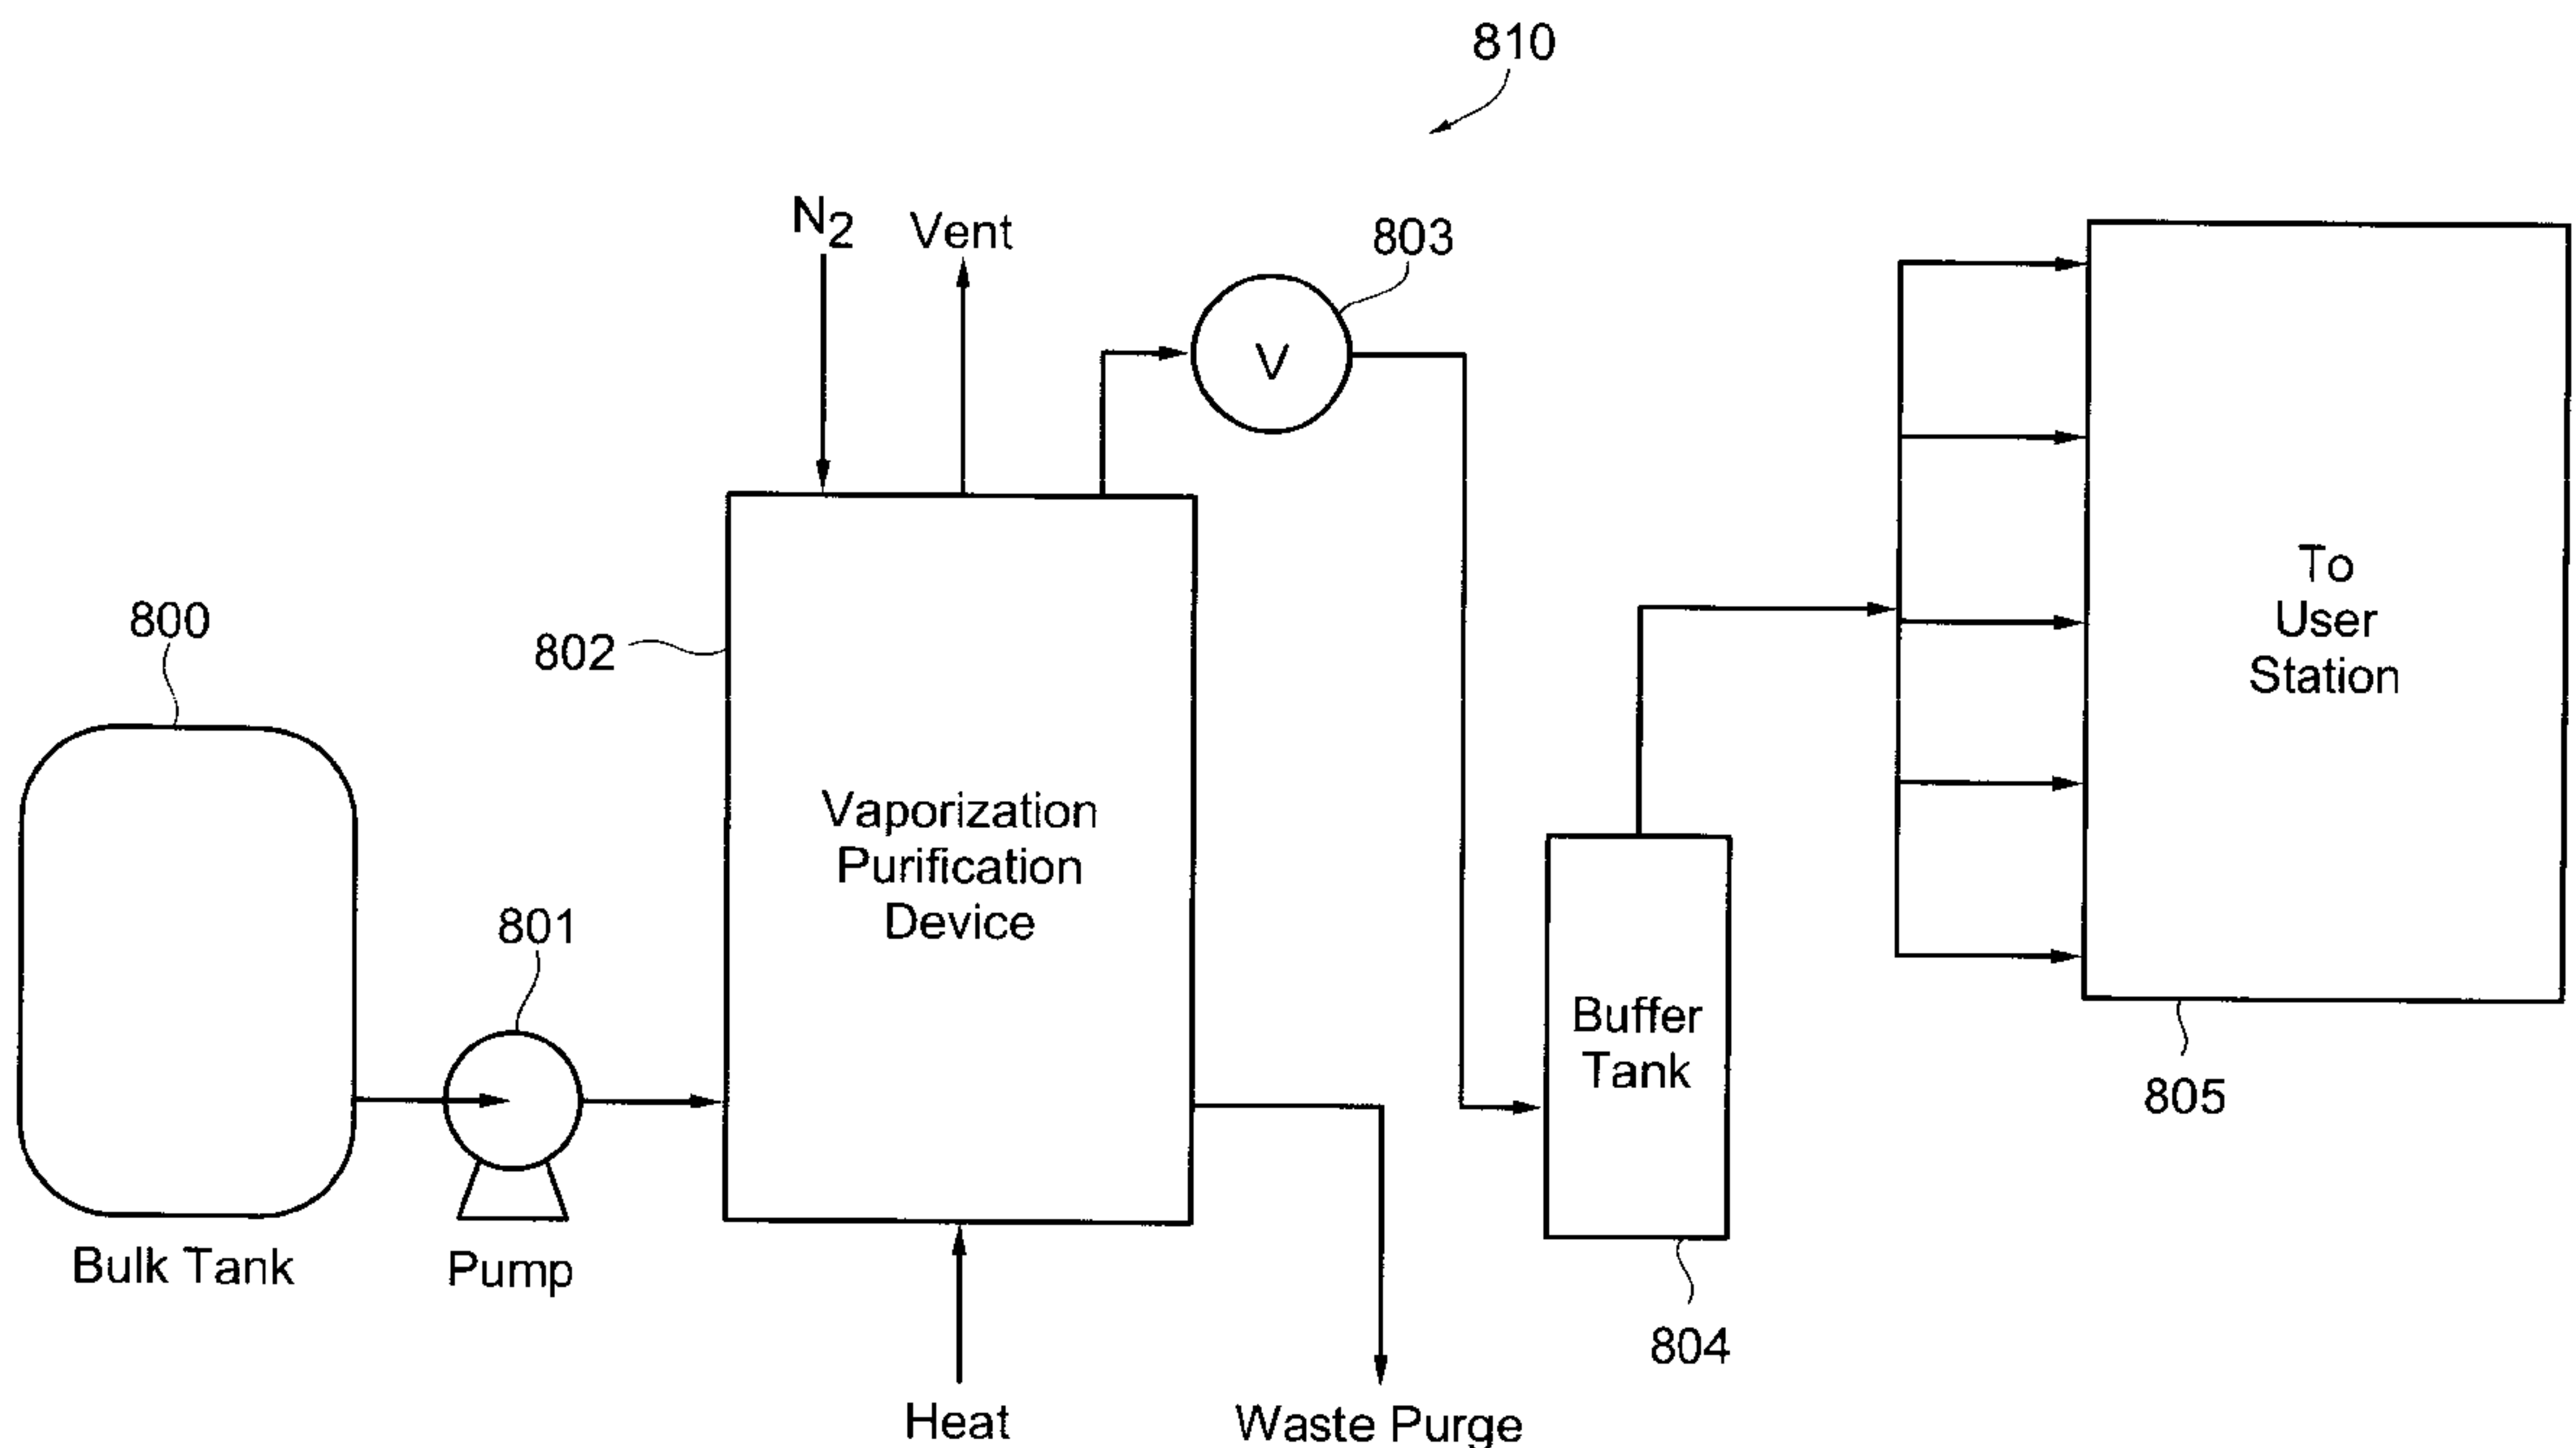 810
N2
Vent
803
V
To
User
Station
800
802
Vaporization
Purification
Device
801
Buffer
Tank
805
Bulk Tank
Pump
804
Heat
Waste Purge